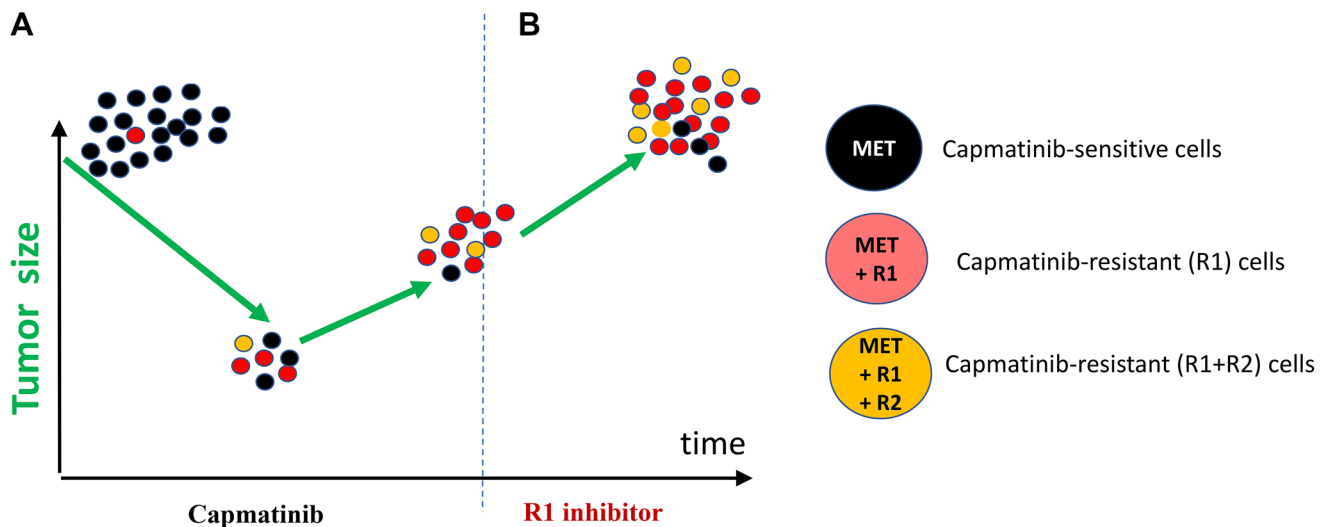 A
B
Tumor size
time
Capmatinib
R1 inhibitor
MET
Capmatinib-sensitive cells
MET
+ R1
Capmatinib-resistant (R1) cells
MET
+ R1
+ R2
Capmatinib-resistant (R1+R2) cells